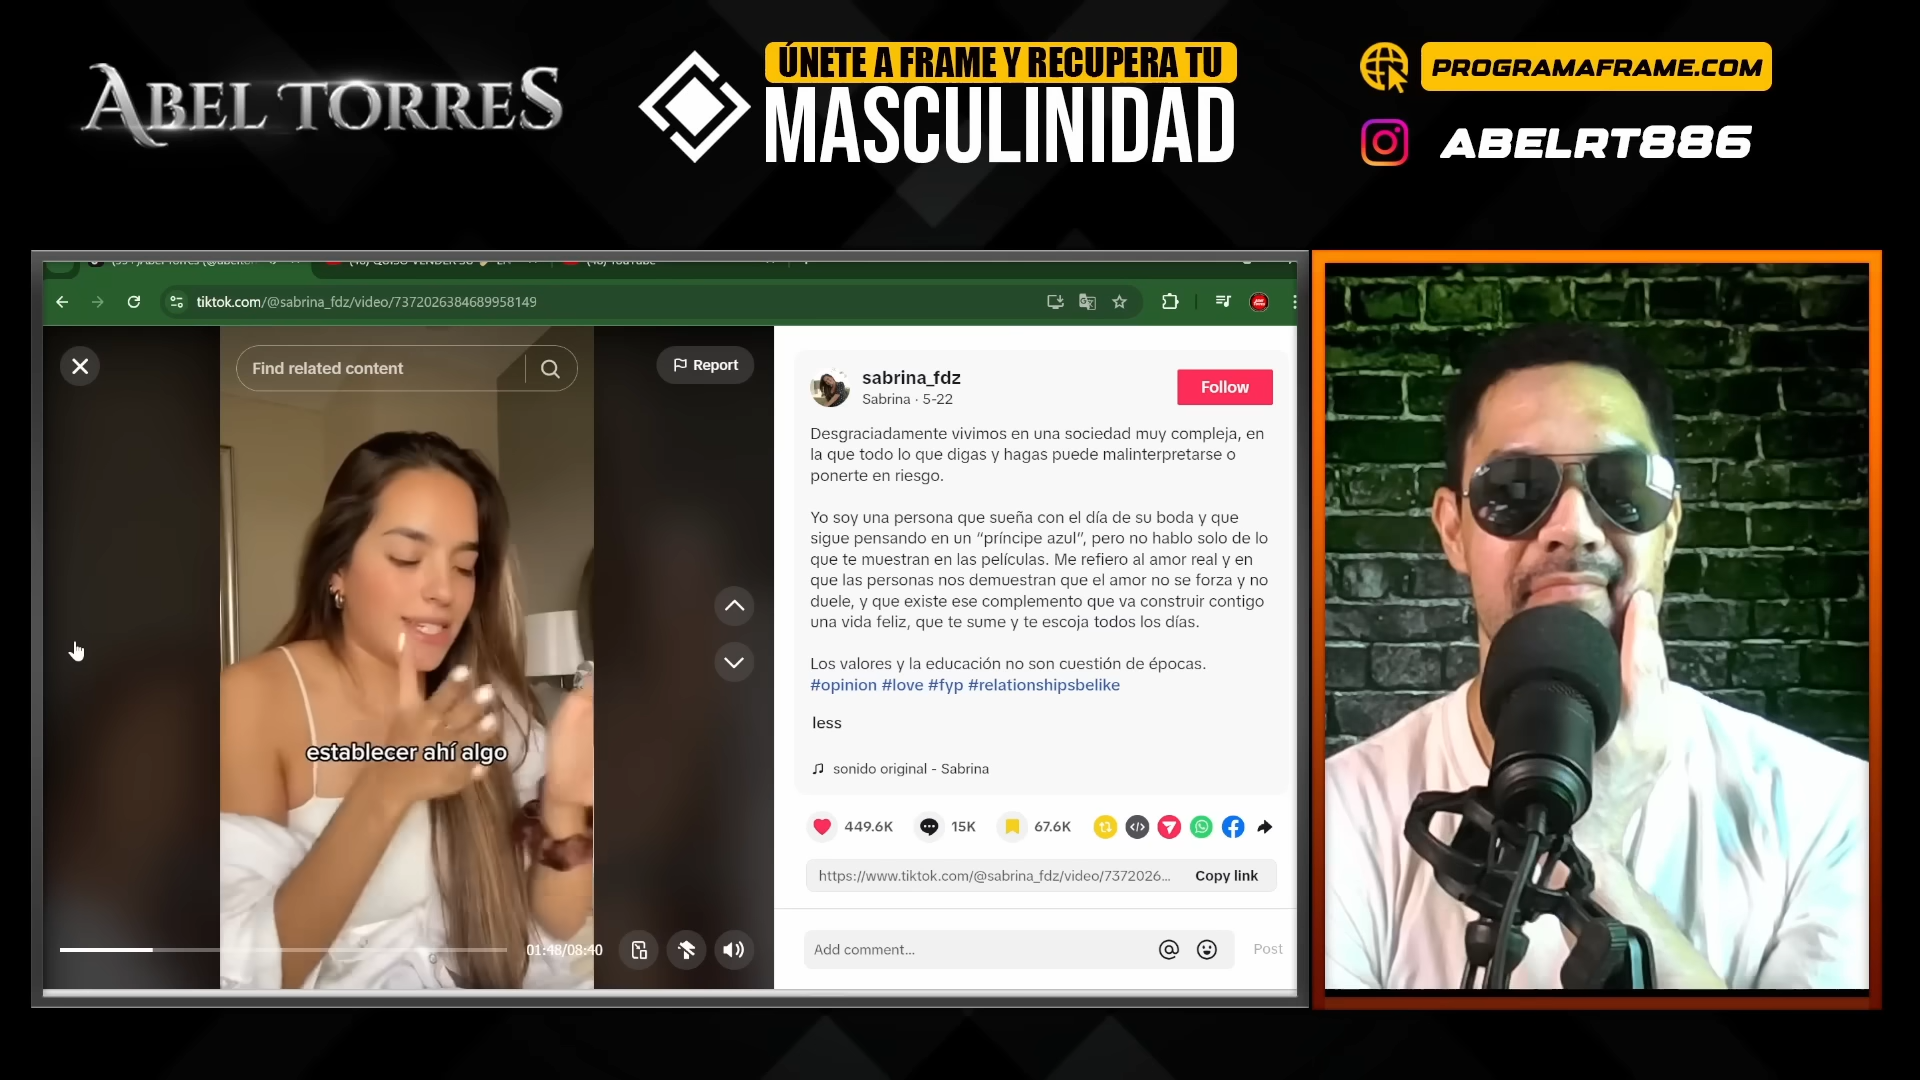 ABEL TORRES
ÚNETE A FRAME Y RECUPERA TU
MASCULINIDAD
PROGRAMAFRAME.COM
ABELRT886
tiktok.com/@sabrina_fdz/video/7372026384689958149
Find related content
Report
establecer ahí algo
01:48/08:40
sabrina_fdz
Sabrina · 5-22
Follow
Desgraciadamente vivimos en una sociedad muy compleja, en
la que todo lo que digas y hagas puede malinterpretarse o
ponerte en riesgo.
Yo soy una persona que sueña con el día de su boda y que
sigue pensando en un “príncipe azul”, pero no hablo solo de lo
que te muestran en las películas. Me refiero al amor real y en
que las personas nos demuestran que el amor no se forza y no
duele, y que existe ese complemento que va construir contigo
una vida feliz, que te sume y te escoja todos los días.
Los valores y la educación no son cuestión de épocas.
#opinion #love #fyp #relationshipsbelike
less
sonido original - Sabrina
449.6K 15K 67.6K
https://www.tiktok.com/@sabrina_fdz/video/7372026... Copy link
Add comment... Post